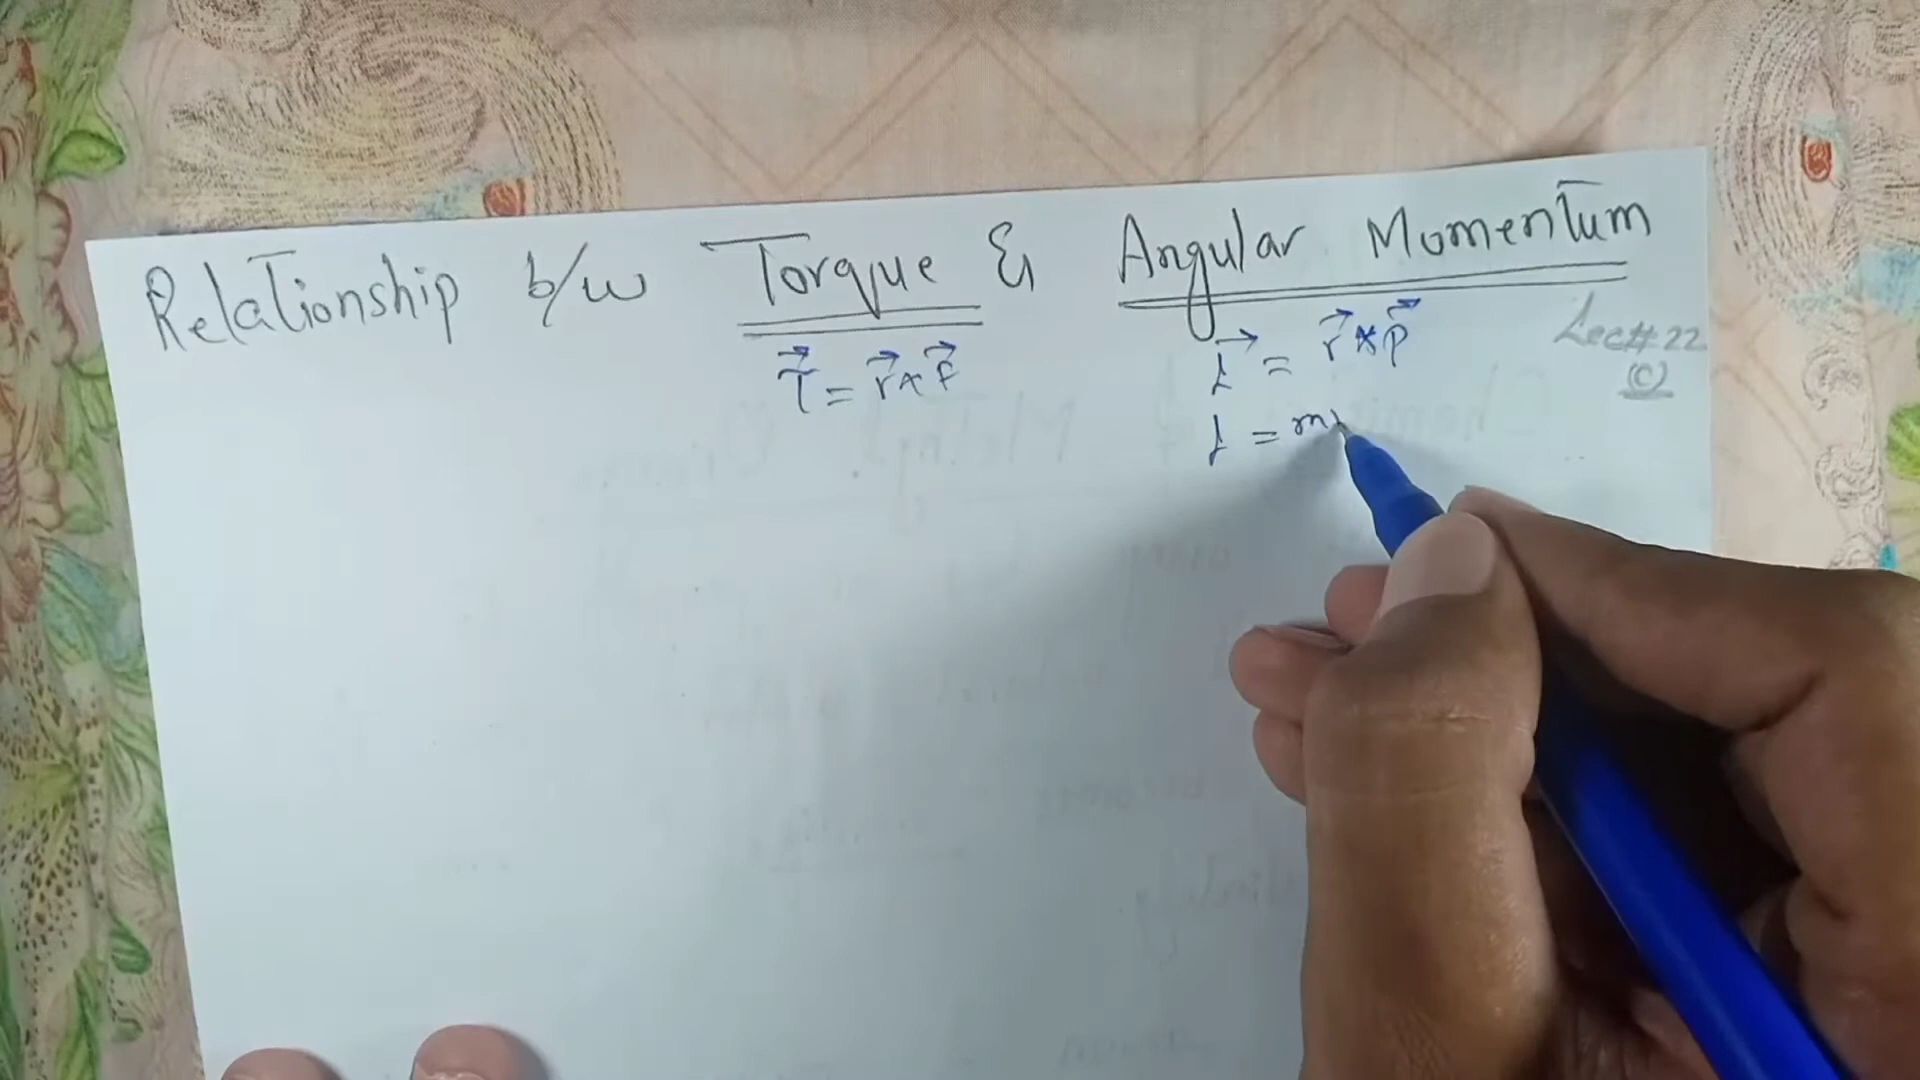 Relationship b/w Torque & Angular Momentum
Lec#22
(C)
τ⃗ = r⃗ × F⃗
L⃗ = r⃗ × p⃗
L = m